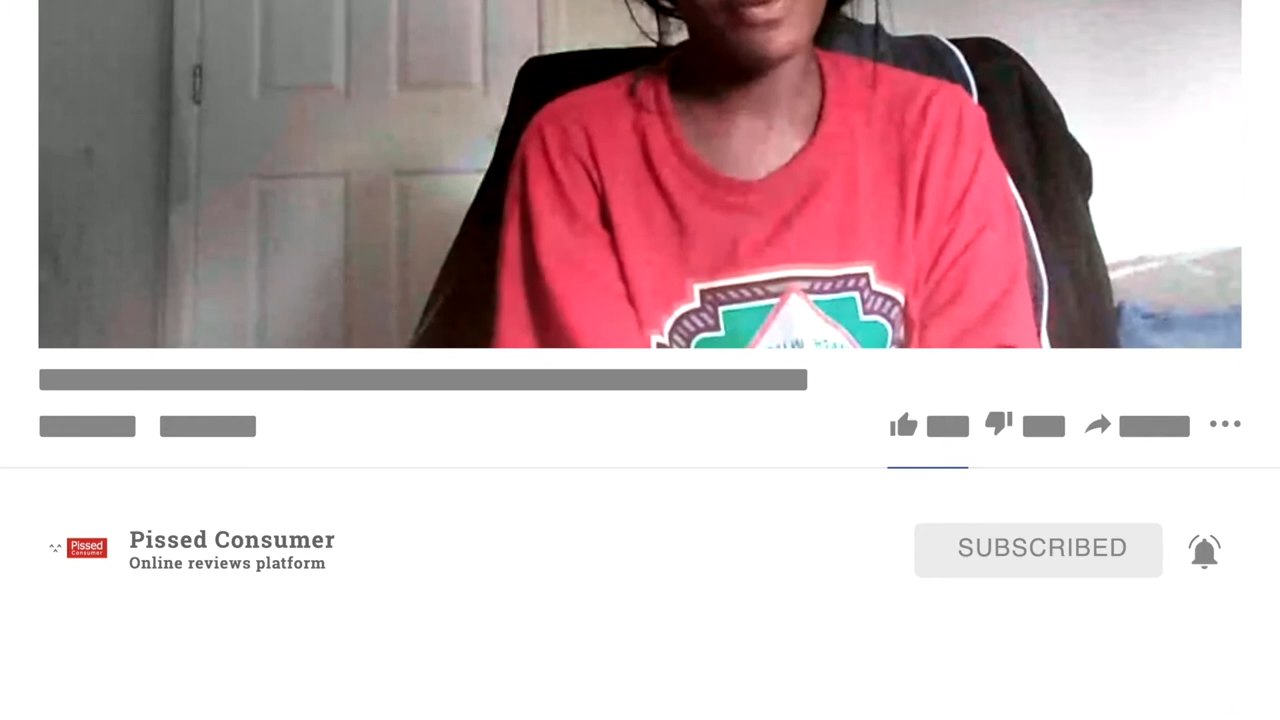 Pissed Consumer
Online reviews platform
Pissed
Consumer
SUBSCRIBED